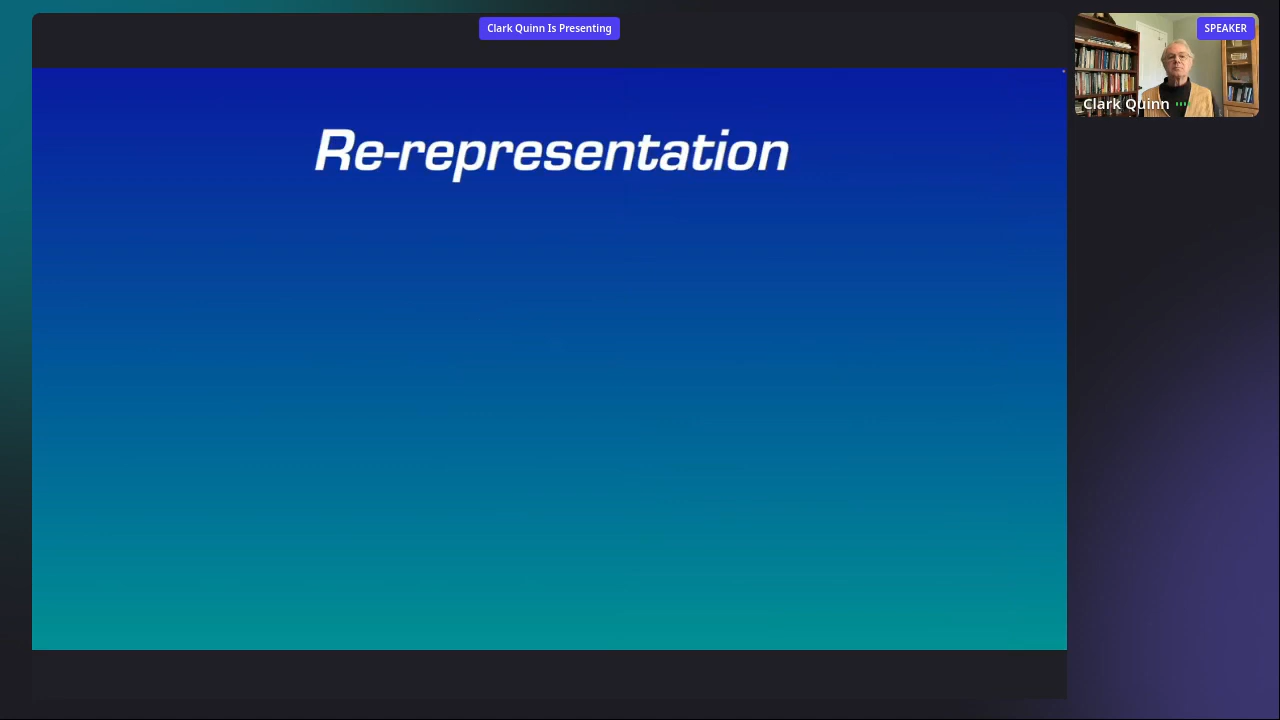 Clark Quinn Is Presenting
SPEAKER
Clark Quinn
Re-representation